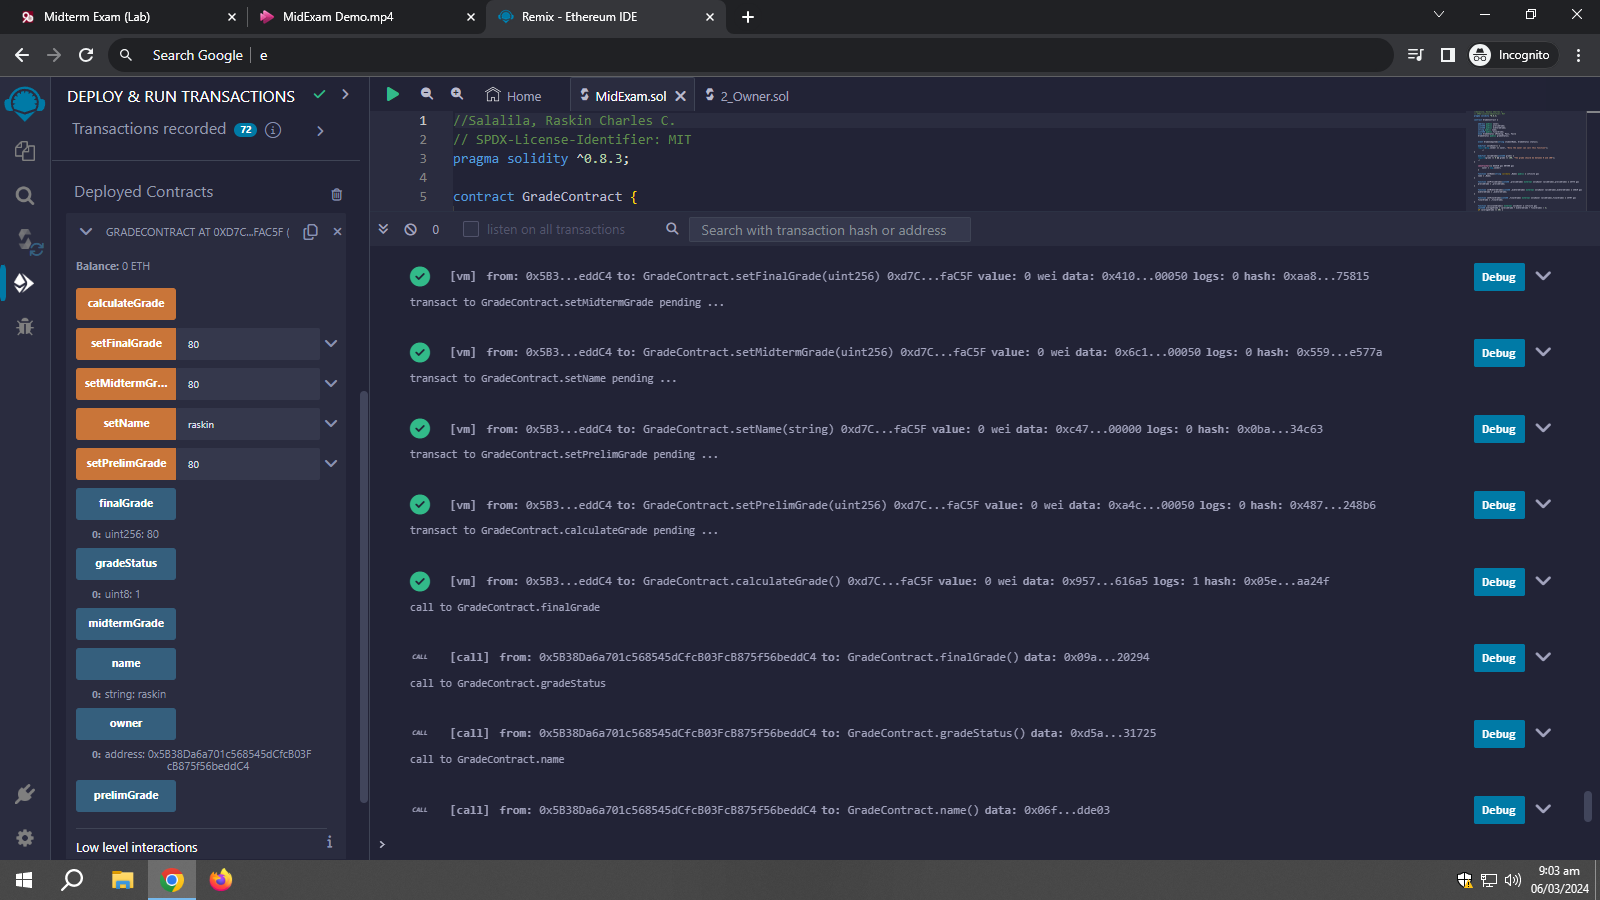 Midterm Exam (Lab)
MidExam Demo.mp4
Remix - Ethereum IDE
Search Google
e
Incognito
DEPLOY & RUN TRANSACTIONS
Transactions recorded 72
Deployed Contracts
GRADECONTRACT AT 0XD7C...FAC5F (
Balance: 0 ETH
calculateGrade
setFinalGrade 80
setMidtermGr... 80
setName raskin
setPrelimGrade 80
finalGrade
0: uint256: 80
gradeStatus
0: uint8: 1
midtermGrade
name
0: string: raskin
owner
0: address: 0x5B38Da6a701c568545dCfcB03F
cB875f56beddC4
prelimGrade
Low level interactions
Home
MidExam.sol
2_Owner.sol
1 //Salalila, Raskin Charles C.
2 // SPDX-License-Identifier: MIT
3 pragma solidity ^0.8.3;
4
5 contract GradeContract {
0 listen on all transactions Search with transaction hash or address
[vm] from: 0x5B3...eddC4 to: GradeContract.setFinalGrade(uint256) 0xd7C...faC5F value: 0 wei data: 0x410...00050 logs: 0 hash: 0xaa8...75815 Debug
transact to GradeContract.setMidtermGrade pending ...
[vm] from: 0x5B3...eddC4 to: GradeContract.setMidtermGrade(uint256) 0xd7C...faC5F value: 0 wei data: 0x6c1...00050 logs: 0 hash: 0x559...e577a Debug
transact to GradeContract.setName pending ...
[vm] from: 0x5B3...eddC4 to: GradeContract.setName(string) 0xd7C...faC5F value: 0 wei data: 0xc47...00000 logs: 0 hash: 0x0ba...34c63 Debug
transact to GradeContract.setPrelimGrade pending ...
[vm] from: 0x5B3...eddC4 to: GradeContract.setPrelimGrade(uint256) 0xd7C...faC5F value: 0 wei data: 0xa4c...00050 logs: 0 hash: 0x487...248b6 Debug
transact to GradeContract.calculateGrade pending ...
[vm] from: 0x5B3...eddC4 to: GradeContract.calculateGrade() 0xd7C...faC5F value: 0 wei data: 0x957...616a5 logs: 1 hash: 0x05e...aa24f Debug
call to GradeContract.finalGrade
CALL [call] from: 0x5B38Da6a701c568545dCfcB03FcB875f56beddC4 to: GradeContract.finalGrade() data: 0x09a...20294 Debug
call to GradeContract.gradeStatus
CALL [call] from: 0x5B38Da6a701c568545dCfcB03FcB875f56beddC4 to: GradeContract.gradeStatus() data: 0xd5a...31725 Debug
call to GradeContract.name
CALL [call] from: 0x5B38Da6a701c568545dCfcB03FcB875f56beddC4 to: GradeContract.name() data: 0x06f...dde03 Debug
>
9:03 am
06/03/2024